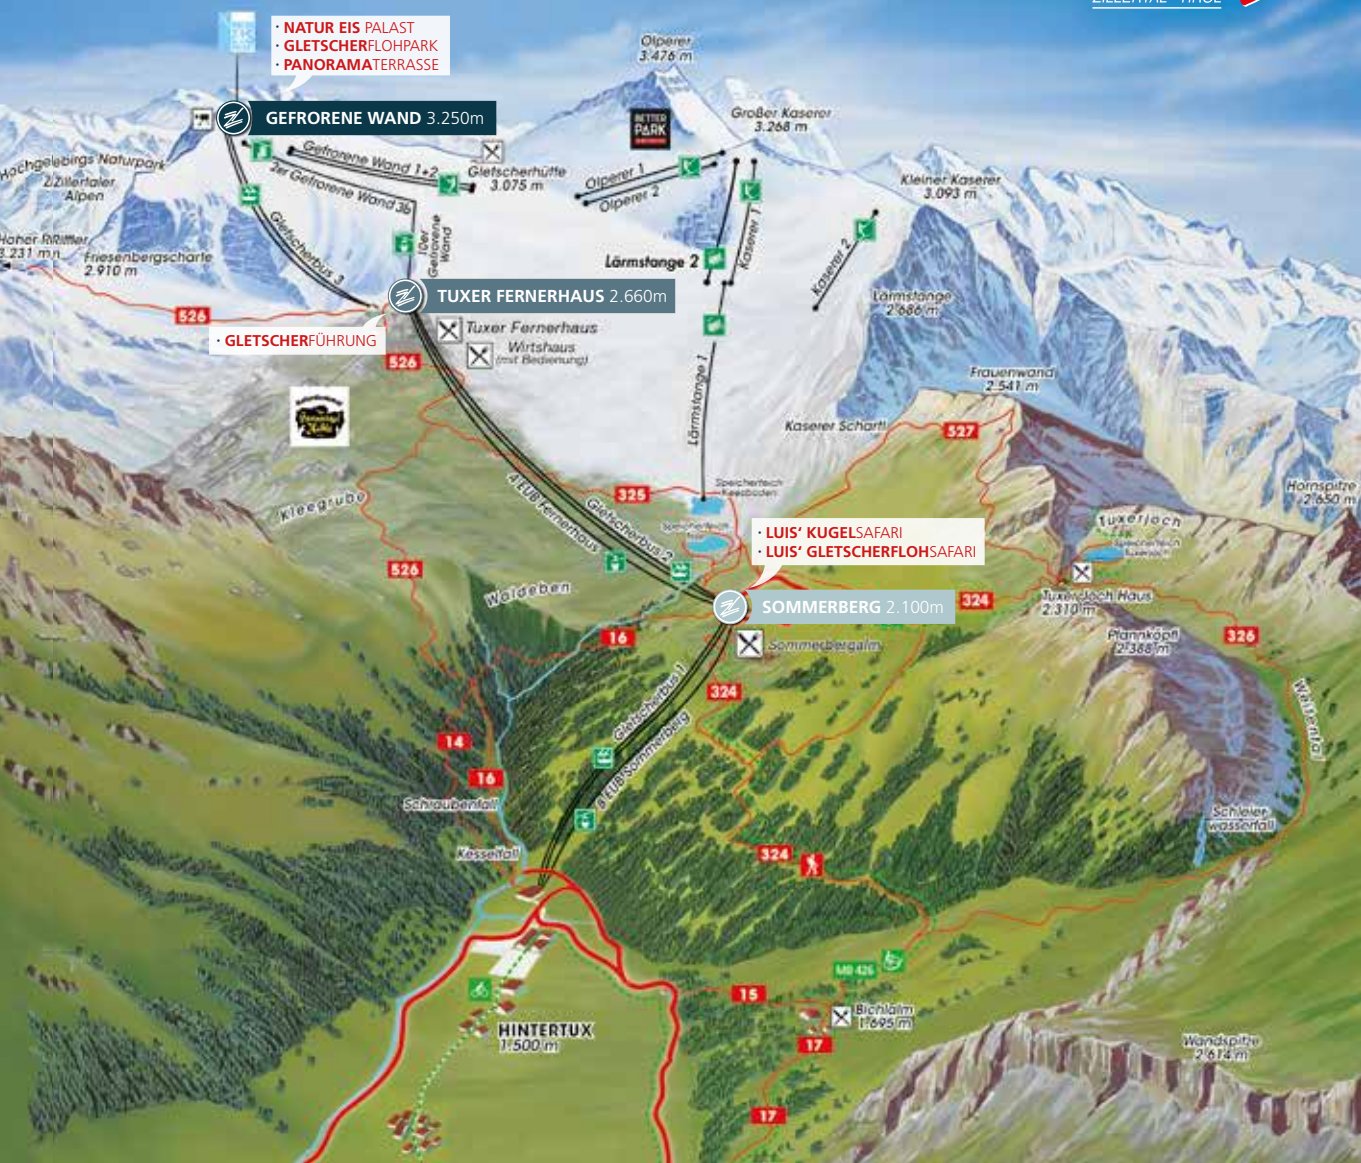 · NATUR EIS PALAST
· GLETSCHERFLOHPARK
· PANORAMATERRASSE
Olperer
3.476 m
BETTER
PARK
Großer Kaserer
3.268 m
GEFRORENE WAND 3.250m
Gefrorene Wand 1+2
Gletscherhütte
3.075 m
2er Gefrorene Wand 3b
Hochgebirgs Naturpark
Zillertaler
Alpen
Olperer 1
Olperer 2
Kleiner Kaserer
3.093 m
Gletscherbus 3
10er
Gefrorene
Wand
Kaserer 1
Lärmstange 2
Kaserer 2
3.231 m
Friesenbergscharte
2.910 m
TUXER FERNERHAUS 2.660m
Lärmstange
2.686 m
526
· GLETSCHERFÜHRUNG
Tuxer Fernerhaus
Wirtshaus
(mit Bedienung)
526
Frauenwand
2.541 m
Lärmstange 1
Kaserer Schartl
527
Kleegrube
325
Speicherteich
4 EUB Fernerhaus
Gletscherbus 2
Hornspitze
2.650 m
Tuxerjoch
· LUIS' KUGELSAFARI
· LUIS' GLETSCHERFLOHSAFARI
526
Waldeben
SOMMERBERG 2.100m
324
Tuxer Joch Haus
2.310 m
16
Sommerbergalm
Pfannköpfl
2.388 m
326
324
Gletscherbus 1
8 EUB Sommerberg
Weitental
14
16
Schraubenfall
Schleier-
wasserfall
Kesselfall
324
MB 426
15
Bichlalm
1.695 m
HINTERTUX
1.500 m
17
Wandspitze
2.614 m
17